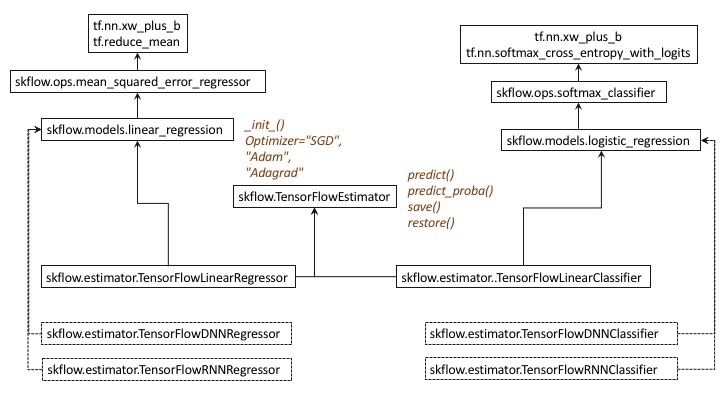 tf.nn.xw_plus_b
tf.reduce_mean
tf.nn.xw_plus_b
tf.nn.softmax_cross_entropy_with_logits
skflow.ops.mean_squared_error_regressor
skflow.ops.softmax_classifier
skflow.models.linear_regression
skflow.models.logistic_regression
_init_()
Optimizer="SGD",
"Adam",
"Adagrad"
predict()
predict_proba()
save()
restore()
skflow.TensorFlowEstimator
skflow.estimator.TensorFlowLinearRegressor
skflow.estimator..TensorFlowLinearClassifier
skflow.estimator.TensorFlowDNNRegressor
skflow.estimator.TensorFlowDNNClassifier
skflow.estimator.TensorFlowRNNRegressor
skflow.estimator.TensorFlowRNNClassifier